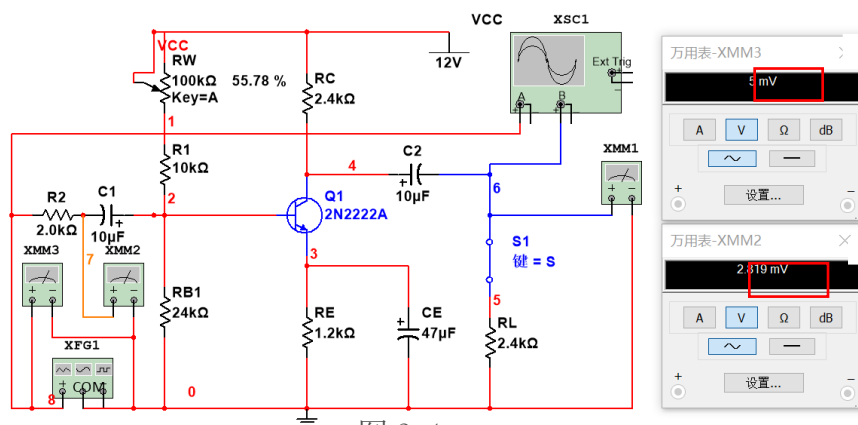 VCC
XSC1
VCC
12V
RW
100kΩ
Key=A
55.78 %
RC
2.4kΩ
Ext Trig
A
B
1
R1
10kΩ
4
C2
10µF
6
XMM1
R2
2.0kΩ
C1
10µF
2
Q1
2N2222A
XMM3
XMM2
7
3
S1
键 = S
5
RB1
24kΩ
RE
1.2kΩ
CE
47µF
RL
2.4kΩ
XFG1
COM
8
0
万用表-XMM3
5 mV
A V Ω dB
设置...
万用表-XMM2
2.819 mV
A V Ω dB
设置...